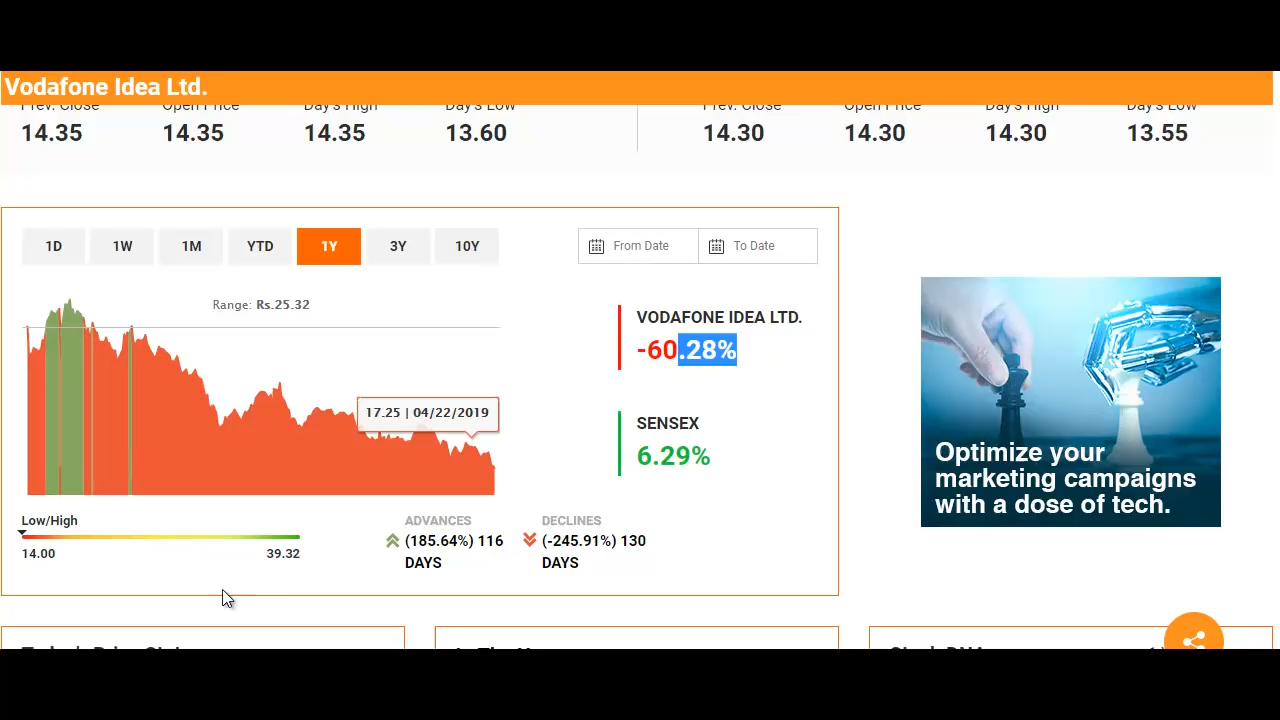 Vodafone Idea Ltd.
Prev. Close Open Price Day's High Day's Low Prev. Close Open Price Day's High Day's Low
14.35 14.35 14.35 13.60 14.30 14.30 14.30 13.55
1D 1W 1M YTD 1Y 3Y 10Y From Date To Date
Range: Rs.25.32
VODAFONE IDEA LTD.
-60.28%
17.25 | 04/22/2019
SENSEX
6.29%
Low/High
14.00 39.32
ADVANCES
(185.64%) 116
DAYS
DECLINES
(-245.91%) 130
DAYS
Optimize your
marketing campaigns
with a dose of tech.